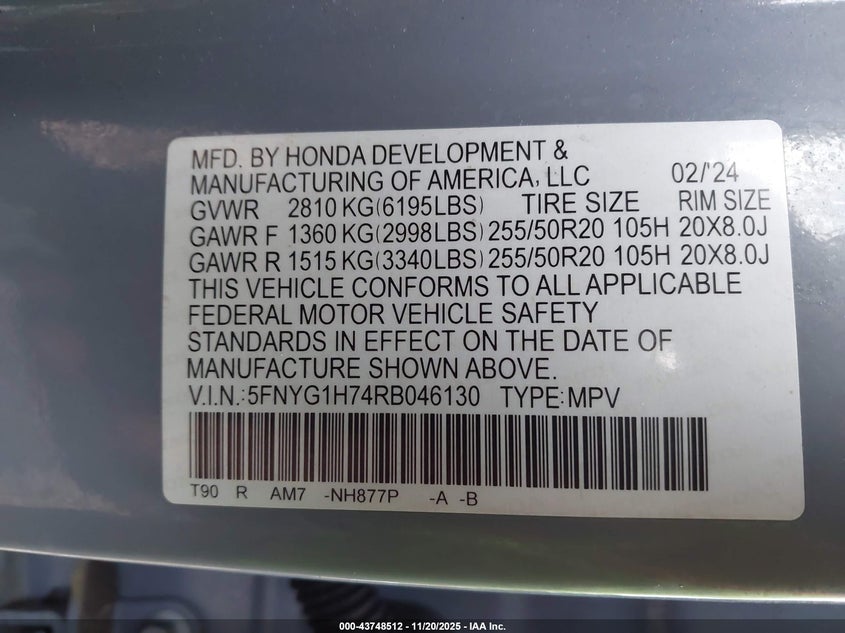 MFD. BY HONDA DEVELOPMENT &
MANUFACTURING OF AMERICA, LLC 02/'24
GVWR 2810 KG(6195LBS) TIRE SIZE RIM SIZE
GAWR F 1360 KG(2998LBS) 255/50R20 105H 20X8.0J
GAWR R 1515 KG(3340LBS) 255/50R20 105H 20X8.0J
THIS VEHICLE CONFORMS TO ALL APPLICABLE
FEDERAL MOTOR VEHICLE SAFETY
STANDARDS IN EFFECT ON THE DATE OF
MANUFACTURE SHOWN ABOVE.
V.I.N.:5FNYG1H74RB046130 TYPE:MPV
T90 R AM7 -NH877P -A -B
000-43748512 - 11/20/2025 - IAA Inc.